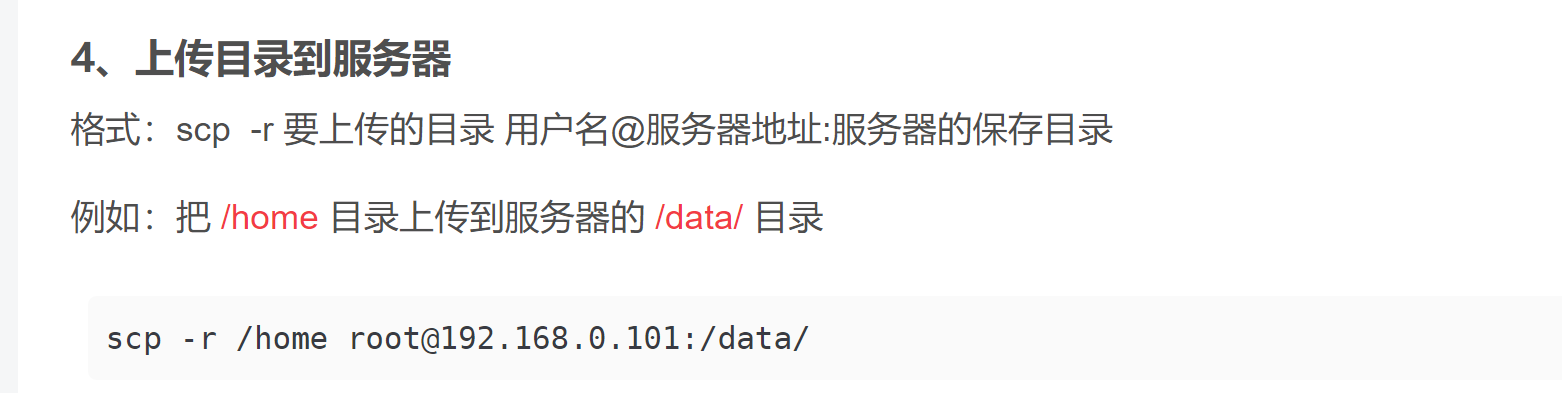 4、上传目录到服务器
格式：scp  -r 要上传的目录 用户名@服务器地址:服务器的保存目录
例如：把 /home 目录上传到服务器的 /data/ 目录
scp -r /home root@192.168.0.101:/data/